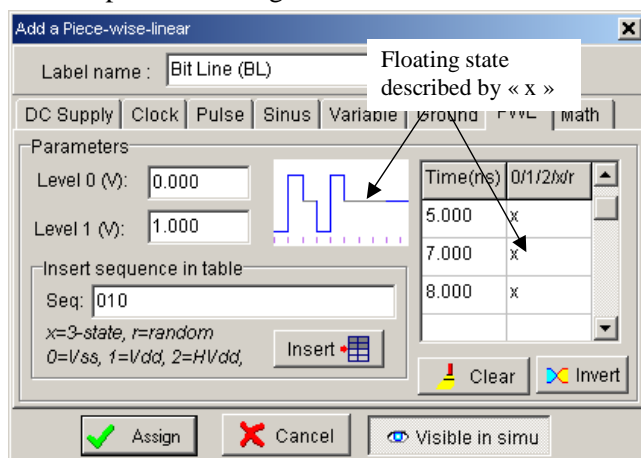 Add a Piece-wise-linear
Label name : Bit Line (BL)
Floating state
described by « x »
DC Supply Clock Pulse Sinus Variable Ground PWL Math
Parameters
Level 0 (V): 0.000
Level 1 (V): 1.000
Time(ns) 0/1/2/x/r
5.000 x
7.000 x
8.000 x
Insert sequence in table
Seq: 010
x=3-state, r=random
0=Vss, 1=Vdd, 2=HVdd,
Insert
Clear Invert
Assign Cancel Visible in simu